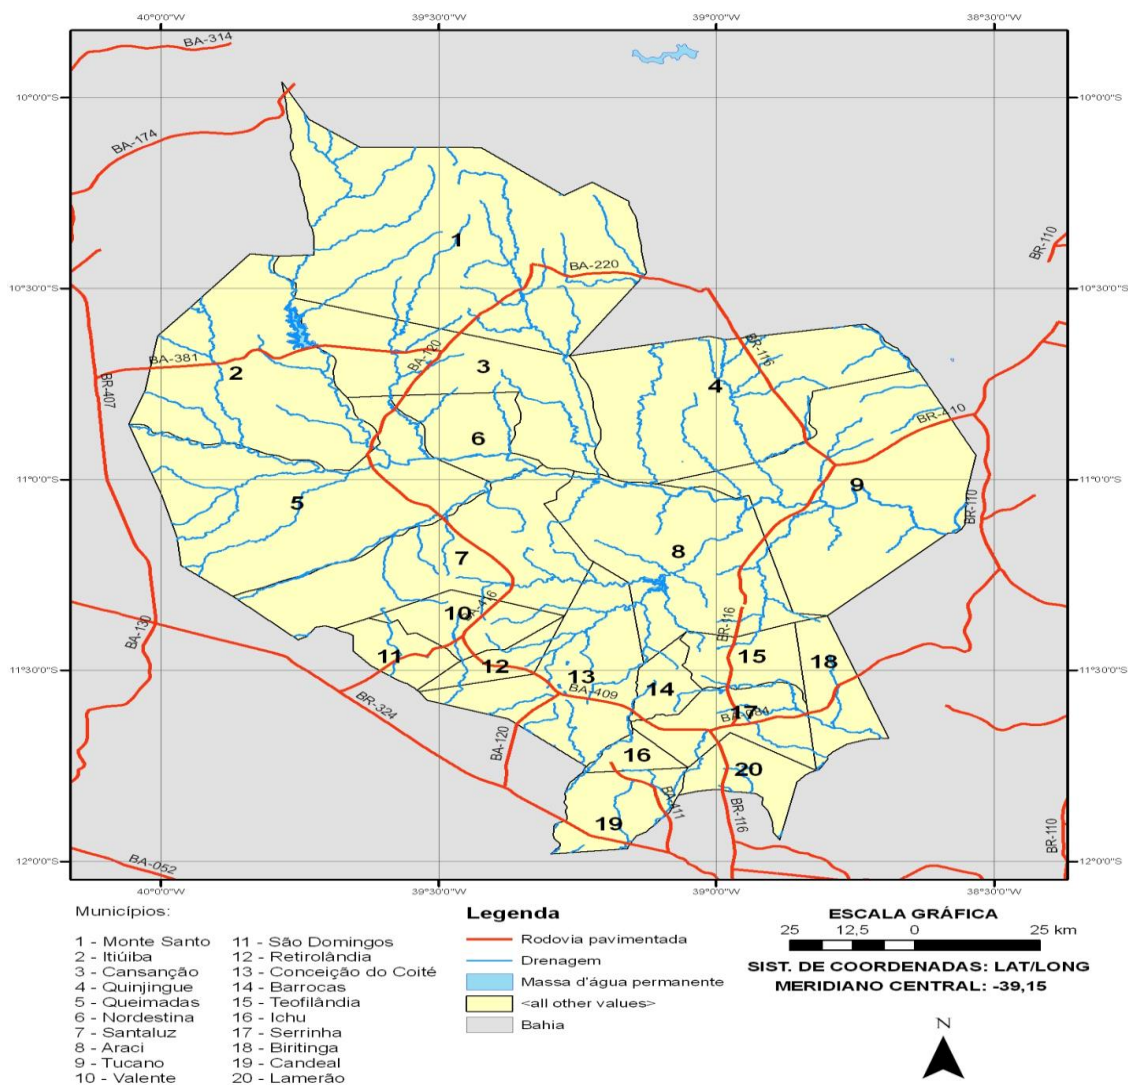 40°0'0"W 39°30'0"W 39°0'0"W 38°30'0"W
BA-314
10°0'0"S 10°0'0"S
BA-174
1
BR-110
BA-220
10°30'0"S 10°30'0"S
BA-381
BA-120
BR-116
3
2
4
BR-407
BR-410
6
11°0'0"S 11°0'0"S
5
9
BR-110
8
7
10
BA-416
BR-116
BA-130
11
12
15
18
11°30'0"S 11°30'0"S
13
14
BA-409
BR-324
17
BA-120
16
20
BA-411
BR-116
19
BR-110
BA-052
12°0'0"S 12°0'0"S
40°0'0"W 39°30'0"W 39°0'0"W 38°30'0"W
Municípios:
1 - Monte Santo
2 - Itiúiba
3 - Cansanção
4 - Quinjingue
5 - Queimadas
6 - Nordestina
7 - Santaluz
8 - Araci
9 - Tucano
10 - Valente
11 - São Domingos
12 - Retirolândia
13 - Conceição do Coité
14 - Barrocas
15 - Teofilândia
16 - Ichu
17 - Serrinha
18 - Biritinga
19 - Candeal
20 - Lamerão
Legenda
Rodovia pavimentada
Drenagem
Massa d'água permanente
<all other values>
Bahia
ESCALA GRÁFICA
25 12,5 0 25 km
SIST. DE COORDENADAS: LAT/LONG
MERIDIANO CENTRAL: -39,15
N